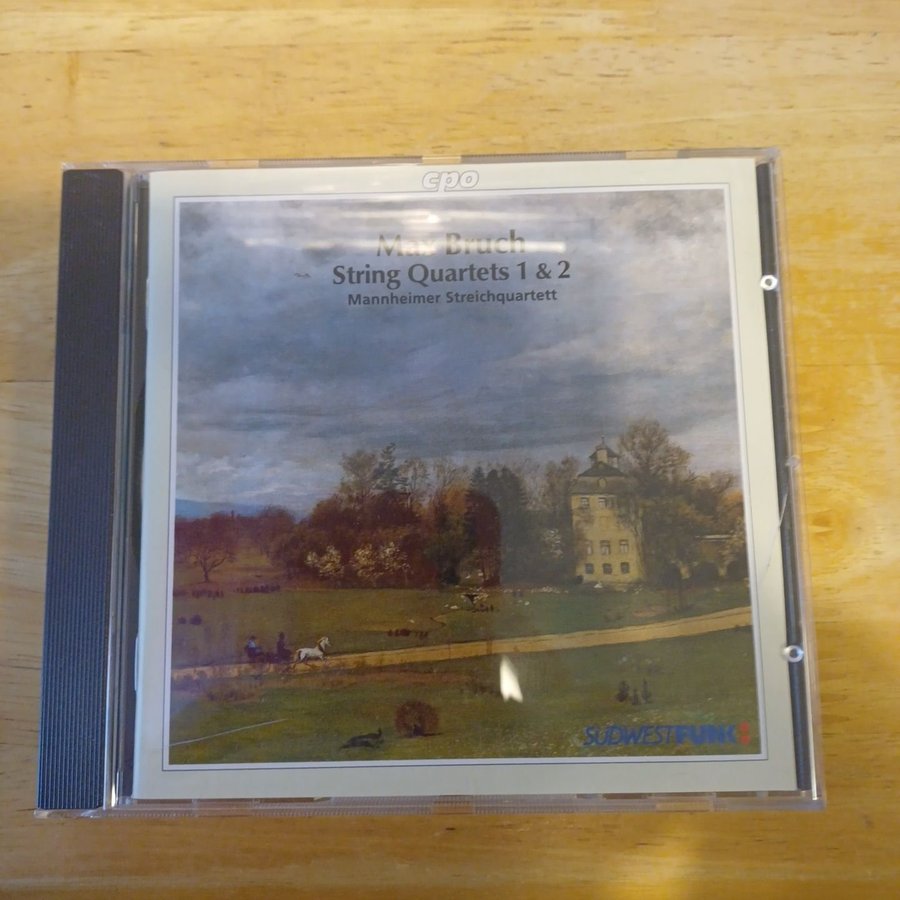 cpo
Max Bruch
String Quartets 1 & 2
Mannheimer Streichquartett
SÜDWESTFUNK